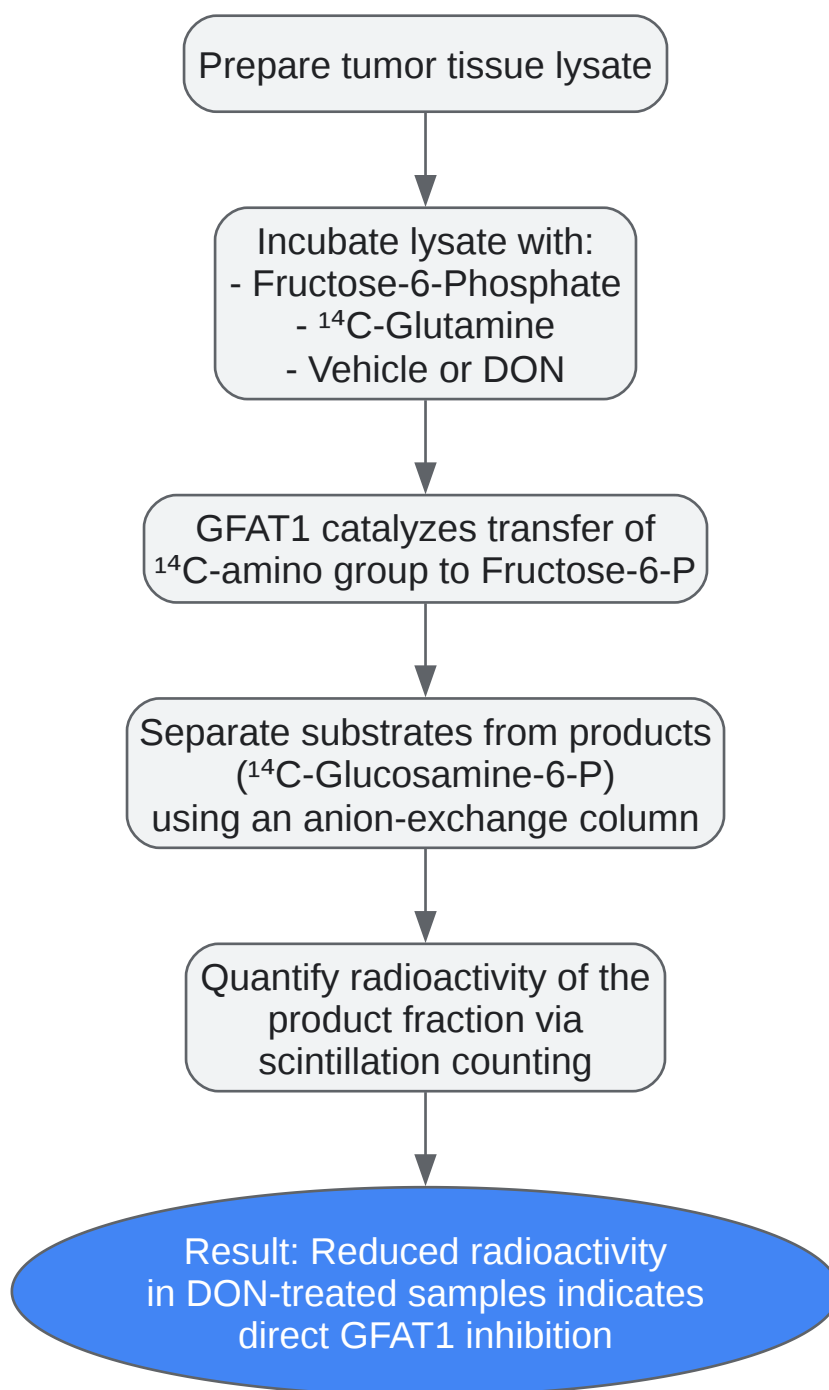 Prepare tumor tissue lysate
Incubate lysate with:
- Fructose-6-Phosphate
- ¹⁴C-Glutamine
- Vehicle or DON
GFAT1 catalyzes transfer of
¹⁴C-amino group to Fructose-6-P
Separate substrates from products
(¹⁴C-Glucosamine-6-P)
using an anion-exchange column
Quantify radioactivity of the
product fraction via
scintillation counting
Result: Reduced radioactivity
in DON-treated samples indicates
direct GFAT1 inhibition